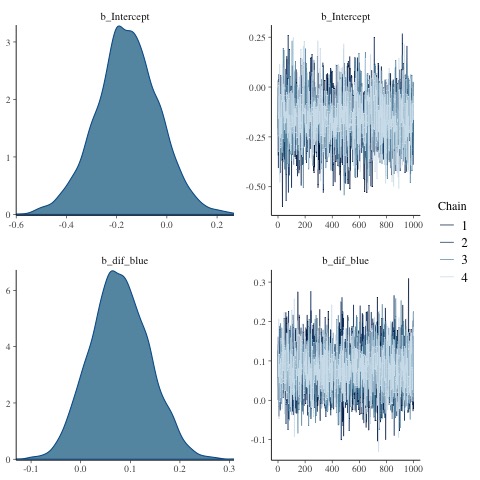 b_Intercept
3
2
1
0
-0.6 -0.4 -0.2 0.0 0.2
b_Intercept
0.25
0.00
-0.25
-0.50
0 200 400 600 800 1000
b_dif_blue
6
4
2
0
-0.1 0.0 0.1 0.2 0.3
b_dif_blue
0.3
0.2
0.1
0.0
-0.1
0 200 400 600 800 1000
Chain
1
2
3
4